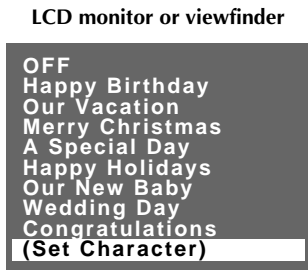 LCD monitor or viewfinder
OFF
Happy Birthday
Our Vacation
Merry Christmas
A Special Day
Happy Holidays
Our New Baby
Wedding Day
Congratulations
(Set Character)